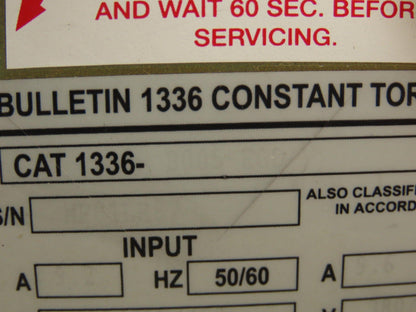 AND WAIT 60 SEC. BEFORE
SERVICING.
BULLETIN 1336 CONSTANT TOR
CAT 1336-
S/N
ALSO CLASSIFI
IN ACCORD
INPUT
A
HZ 50/60
A